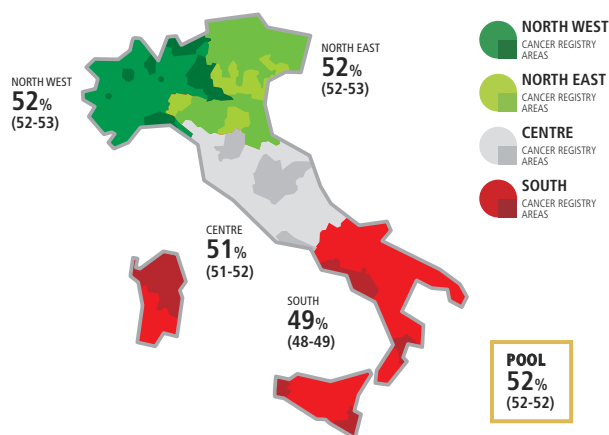 NORTH WEST
52%
(52-53)
NORTH EAST
52%
(52-53)
CENTRE
51%
(51-52)
SOUTH
49%
(48-49)
NORTH WEST
CANCER REGISTRY
AREAS
NORTH EAST
CANCER REGISTRY
AREAS
CENTRE
CANCER REGISTRY
AREAS
SOUTH
CANCER REGISTRY
AREAS
POOL
52%
(52-52)